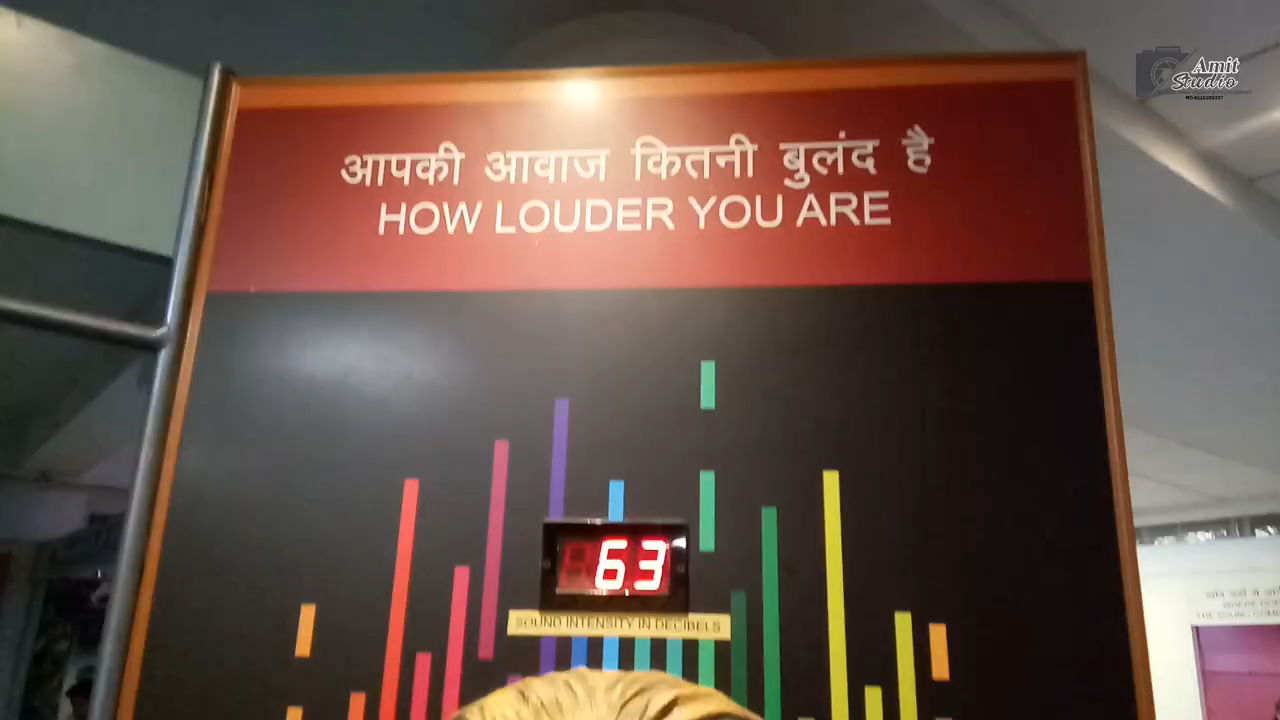 आपकी आवाज कितनी बुलंद है
HOW LOUDER YOU ARE
63
SOUND INTENSITY IN DECIBELS
Amit
Studio